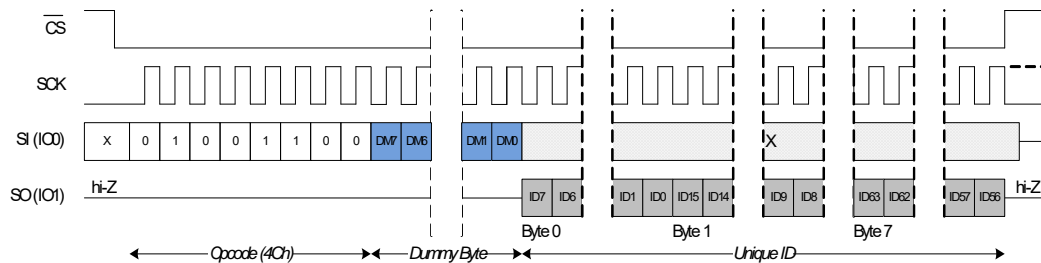 CS
SCK
SI (IO0) X 0 1 0 0 1 1 0 0 DM7 DM6 DM1 DM0 X
SO (IO1) hi-Z ID7 ID6 ID1 ID0 ID15 ID14 ID9 ID8 ID63 ID62 ID57 ID56 hi-Z
Byte 0 Byte 1 Byte 7
Opcode (4Ch) Dummy Byte Unique ID